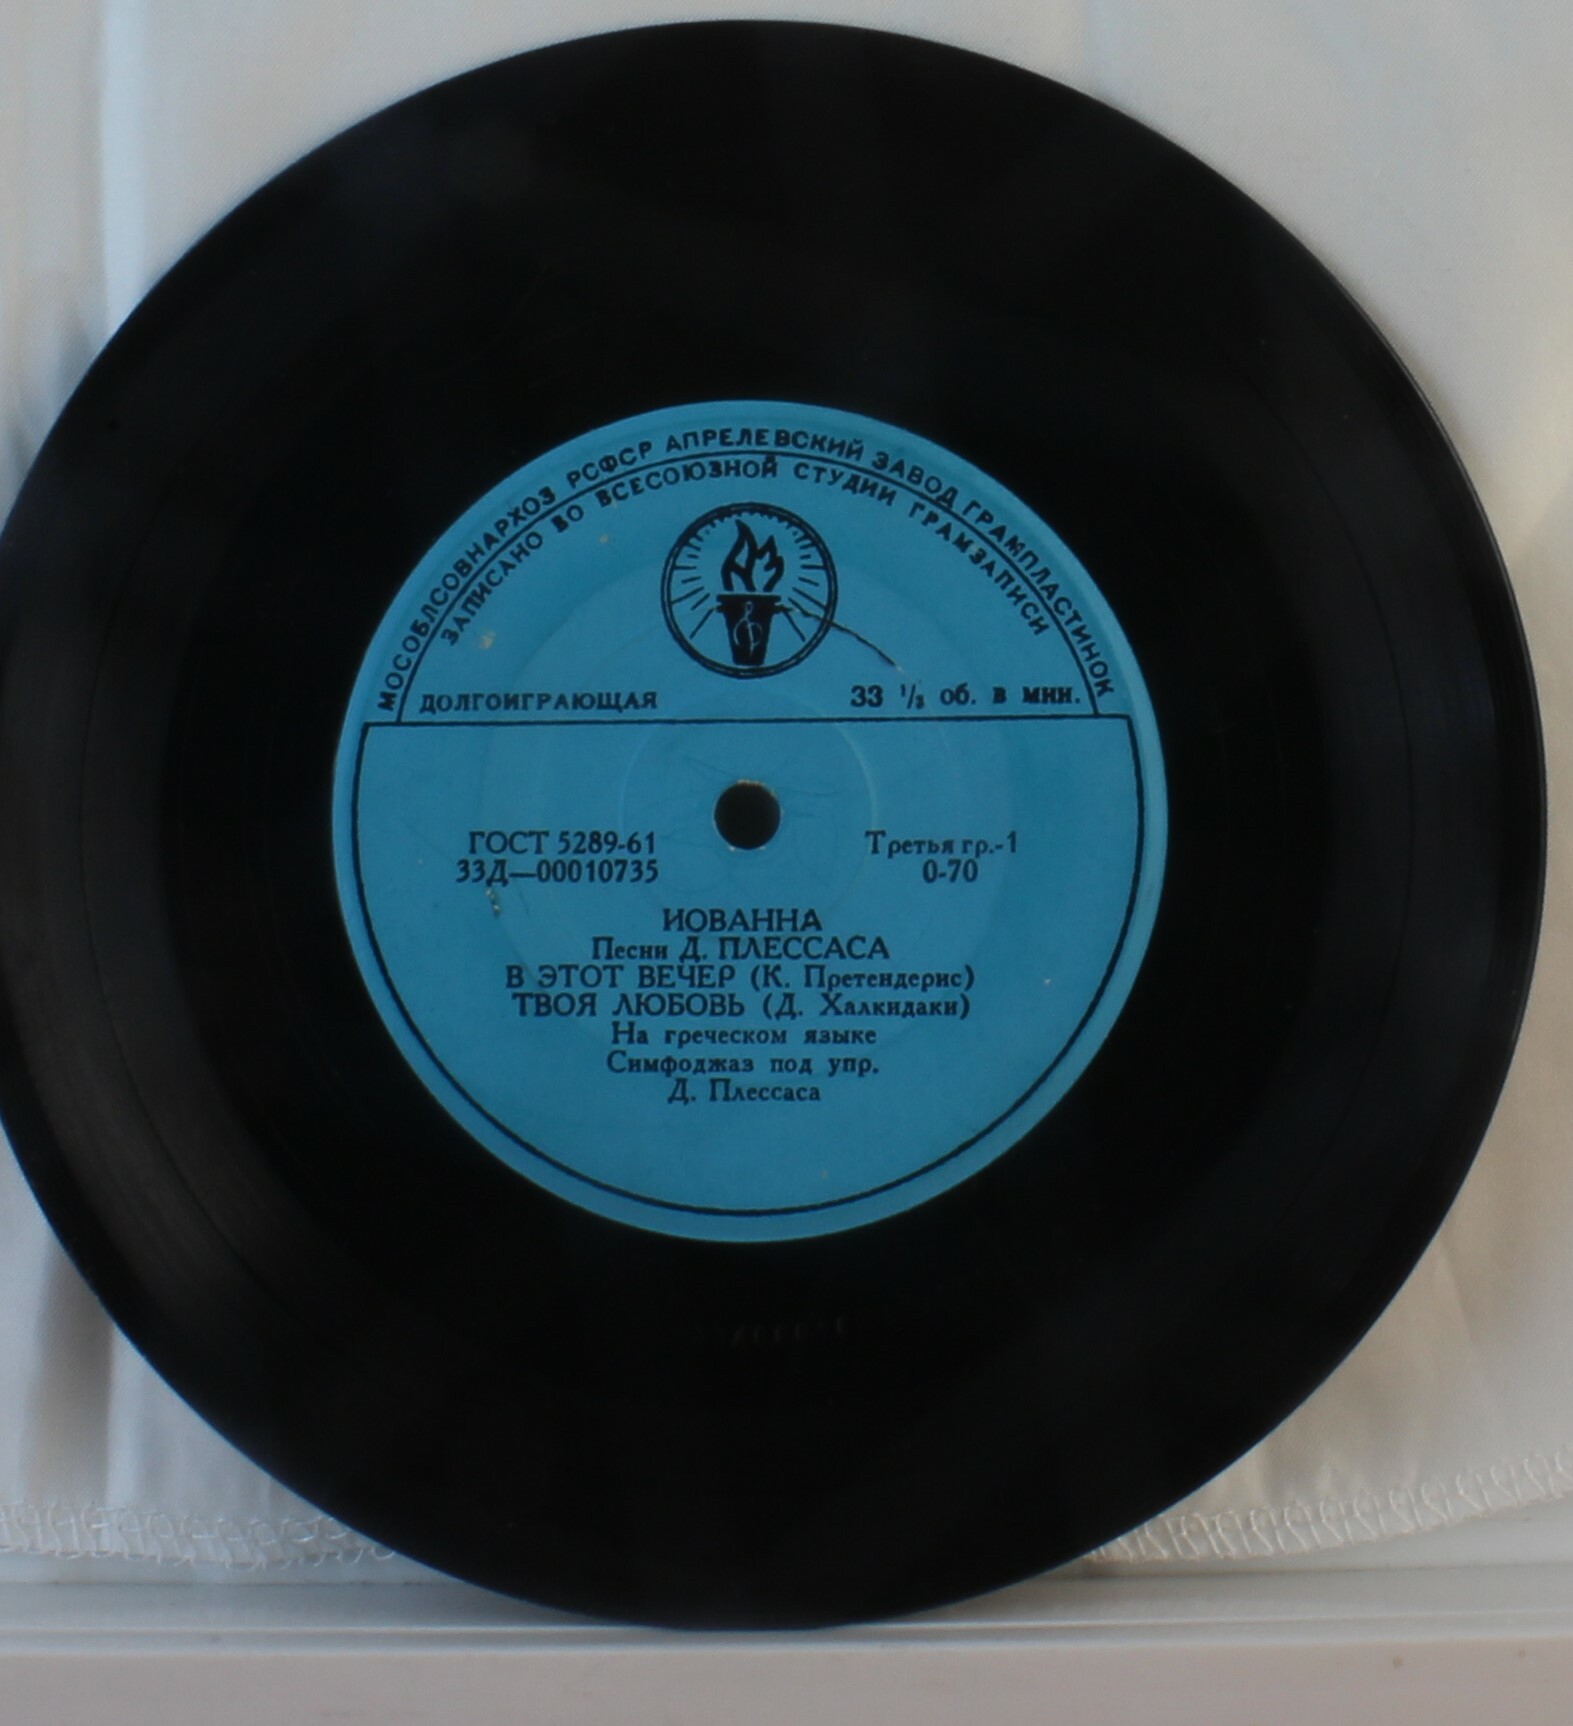 МОСОБЛСОВНАРХОЗ РСФСР АПРЕЛЕВСКИЙ ЗАВОД ГРАМПЛАСТИНОК
ЗАПИСАНО ВО ВСЕСОЮЗНОЙ СТУДИИ ГРАМЗАПИСИ
АЗ
ДОЛГОИГРАЮЩАЯ 33 1/3 об. в мин.
ГОСТ 5289-61 Третья гр.-1
33Д—00010735 0-70
ИОВАННА
Песни Д. ПЛЕССАСА
В ЭТОТ ВЕЧЕР (К. Претендерис)
ТВОЯ ЛЮБОВЬ (Д. Халкидаки)
На греческом языке
Симфоджаз под упр.
Д. Плессаса